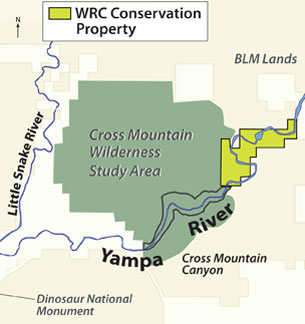 WRC Conservation
Property
N
BLM Lands
Little Snake River
Cross Mountain
Wilderness
Study Area
Yampa River
Cross Mountain
Canyon
Dinosaur National
Monument